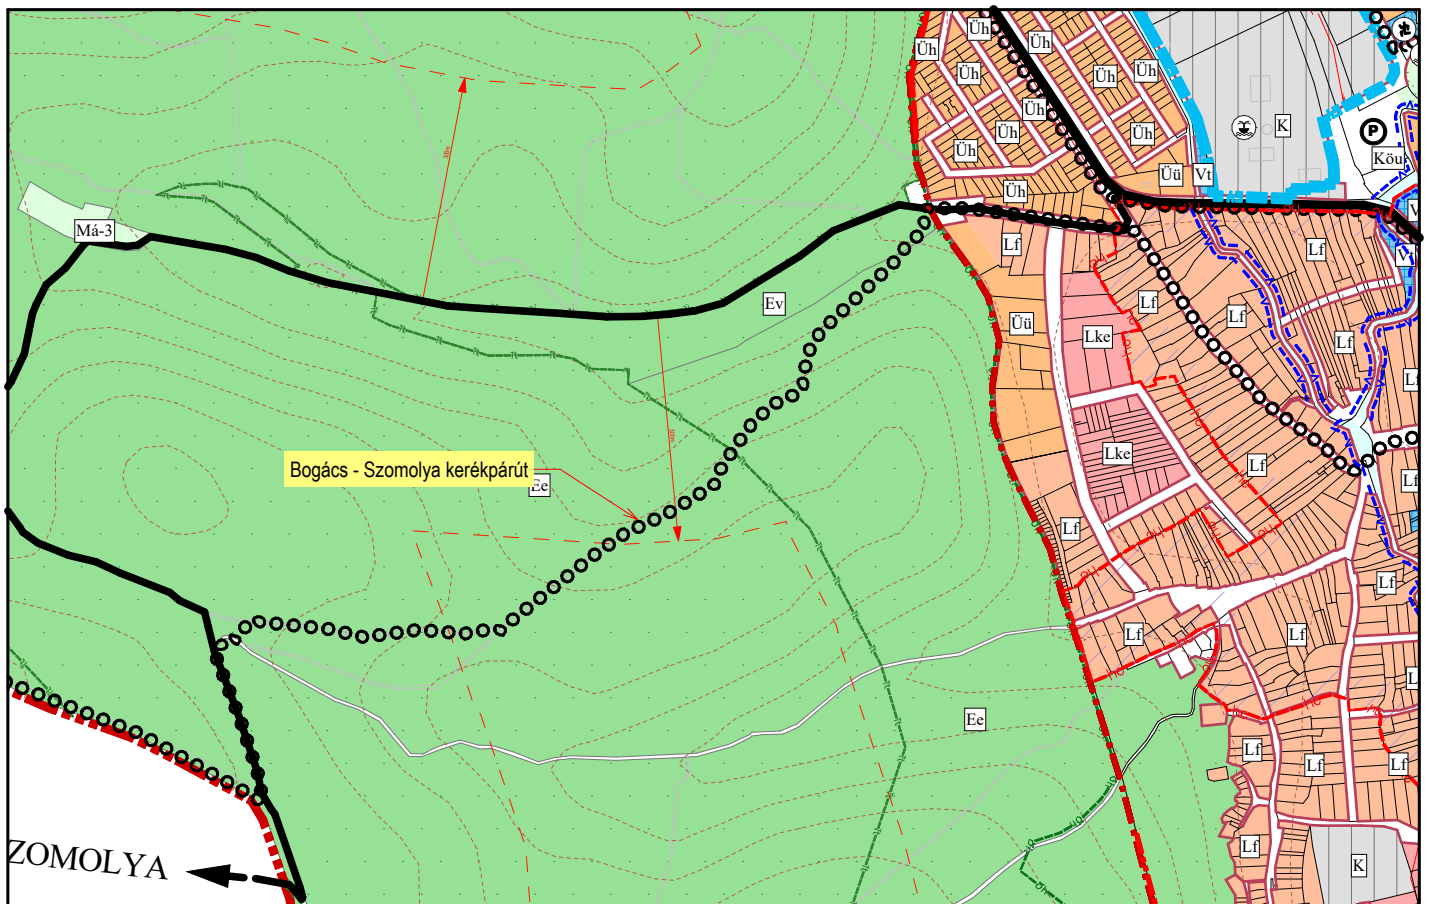 Üh
Üh
Üh
Üh
Üh
Üh
Üh
Üh
Üh
Üh
Üh
Üü
Vt
K
P
Köu
Má-3
Ev
Lf
Lf
Lf
Lf
Lf
Üü
Lke
Lke
Bogács - Szomolya kerékpárút
Ee
Lf
Lf
Lf
Lf
Lf
Ee
Lf
Lf
Lf
Lf
K
ZOMOLYA